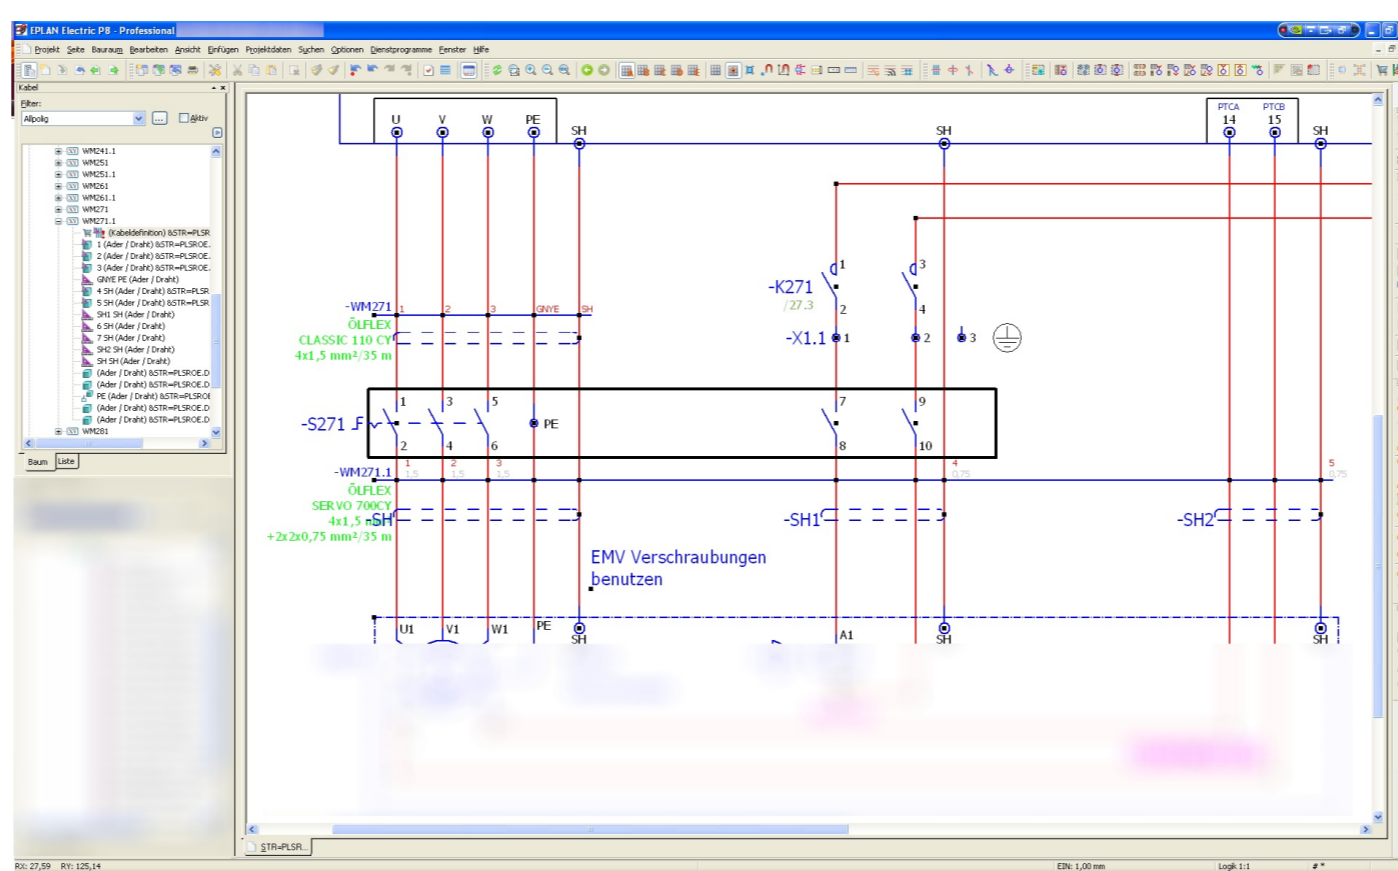 EPLAN Electric P8 - Professional
Projekt Seite Bauraum Bearbeiten Ansicht Einfügen Projektdaten Suchen Optionen Dienstprogramme Fenster Hilfe
Kabel
Filter:
Allpolig
...
Aktiv
WM241.1
WM251
WM251.1
WM261
WM261.1
WM271
WM271.1
(Kabeldefinition) &STR=PLSR
1 (Ader / Draht) &STR=PLSROE.
2 (Ader / Draht) &STR=PLSROE.
3 (Ader / Draht) &STR=PLSROE.
GNYE PE (Ader / Draht)
4 SH (Ader / Draht) &STR=PLSR
5 SH (Ader / Draht) &STR=PLSR
SH1 SH (Ader / Draht)
6 SH (Ader / Draht)
7 SH (Ader / Draht)
SH2 SH (Ader / Draht)
SH SH (Ader / Draht)
(Ader / Draht) &STR=PLSROE.D
(Ader / Draht) &STR=PLSROE.D
PE (Ader / Draht) &STR=PLSROE
(Ader / Draht) &STR=PLSROE.D
(Ader / Draht) &STR=PLSROE.D
WM281
Baum Liste
PTCA PTCB
U V W PE SH SH 14 15 SH
1 3
-K271
/27.3
2 4
-WM271 1 2 3 GNYE SH
ÖLFLEX
CLASSIC 110 CY
4x1,5 mm²/35 m
-X1.1 1 2 3
1 3 5 7 9
-S271 PE
2 4 6 8 10
-WM271.1 1 2 3 4 5
1,5 1,5 1,5 0,75 0,75
ÖLFLEX
SERVO 700CY
4x1,5 mm²
-SH -SH1 -SH2
+2x2x0,75 mm²/35 m
EMV Verschraubungen
benutzen
U1 V1 W1 PE SH A1 SH SH
STR=PLSR...
RX: 27,59 RY: 125,14 EIN: 1,00 mm Logik 1:1 # *